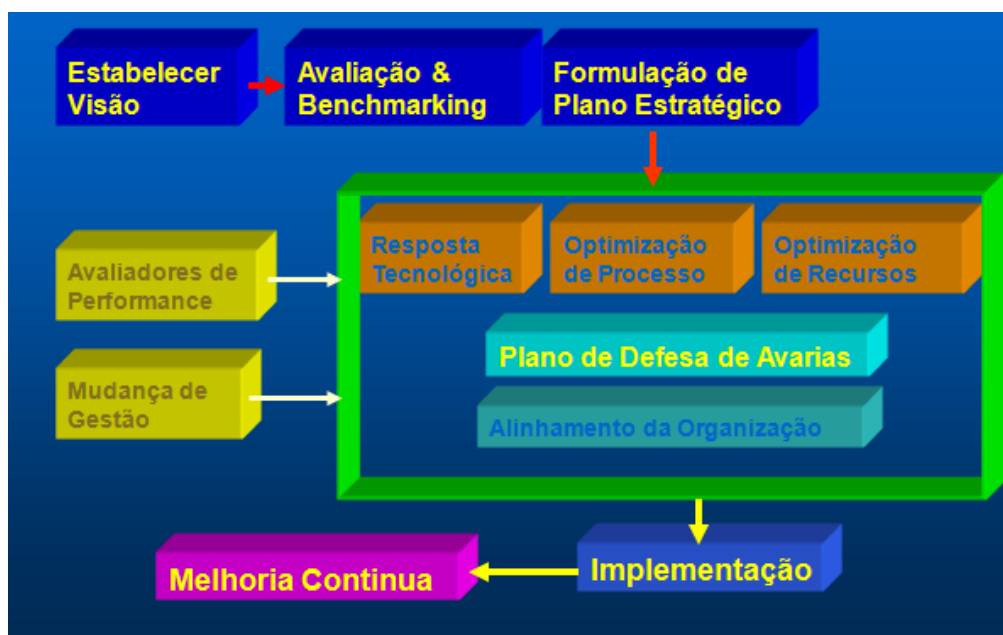 Estabelecer
Visão
Avaliação &
Benchmarking
Formulação de
Plano Estratégico
Resposta
Tecnológica
Optimização
de Processo
Optimização
de Recursos
Avaliadores de
Performance
Plano de Defesa de Avarias
Mudança de
Gestão
Alinhamento da Organização
Implementação
Melhoria Continua